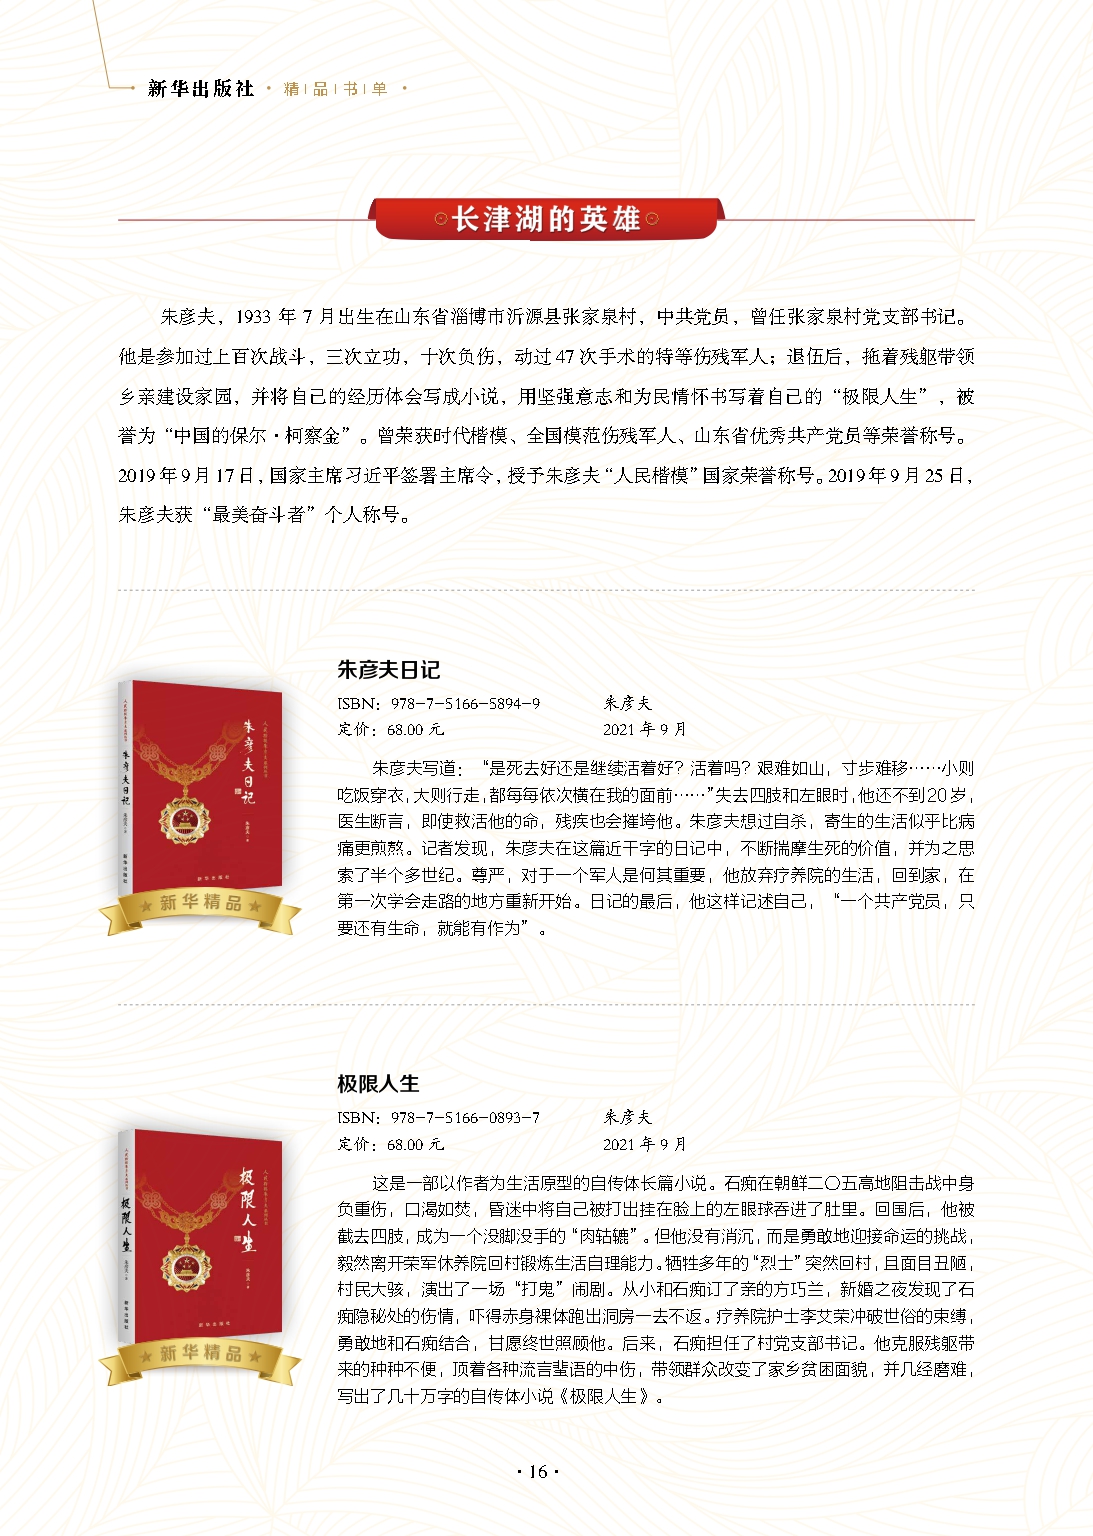 新华出版社 · 精|品|书|单 ·
长津湖的英雄
朱彦夫，1933 年 7 月出生在山东省淄博市沂源县张家泉村，中共党员，曾任张家泉村党支部书记。
他是参加过上百次战斗，三次立功，十次负伤，动过 47 次手术的特等伤残军人；退伍后，拖着残躯带领
乡亲建设家园，并将自己的经历体会写成小说，用坚强意志和为民情怀书写着自己的“极限人生”，被
誉为“中国的保尔·柯察金”。曾荣获时代楷模、全国模范伤残军人、山东省优秀共产党员等荣誉称号。
2019 年 9 月 17 日，国家主席习近平签署主席令，授予朱彦夫“人民楷模”国家荣誉称号。2019 年 9 月 25 日，
朱彦夫获“最美奋斗者”个人称号。
朱彦夫日记
ISBN：978-7-5166-5894-9 朱彦夫
定价：68.00 元 2021 年 9 月
朱彦夫写道：“是死去好还是继续活着好？活着吗？艰难如山，寸步难移……小则
吃饭穿衣，大则行走，都每每依次横在我的面前……”失去四肢和左眼时，他还不到 20 岁，
医生断言，即使救活他的命，残疾也会摧垮他。朱彦夫想过自杀，寄生的生活似乎比病
痛更煎熬。记者发现，朱彦夫在这篇近千字的日记中，不断揣摩生死的价值，并为之思
索了半个多世纪。尊严，对于一个军人是何其重要，他放弃疗养院的生活，回到家，在
第一次学会走路的地方重新开始。日记的最后，他这样记述自己，“一个共产党员，只
要还有生命，就能有作为”。
朱彦夫日记
朱彦夫日记
新华出版社
新华出版社
新华精品
极限人生
ISBN：978-7-5166-0893-7 朱彦夫
定价：68.00 元 2021 年 9 月
这是一部以作者为生活原型的自传体长篇小说。石痴在朝鲜二〇五高地阻击战中身
负重伤，口渴如焚，昏迷中将自己被打出挂在脸上的左眼球吞进了肚里。回国后，他被
截去四肢，成为一个没脚没手的“肉轱辘”。但他没有消沉，而是勇敢地迎接命运的挑战，
毅然离开荣军休养院回村锻炼生活自理能力。牺牲多年的“烈士”突然回村，且面目丑陋，
村民大骇，演出了一场“打鬼”闹剧。从小和石痴订了亲的方巧兰，新婚之夜发现了石
痴隐秘处的伤情，吓得赤身裸体跑出洞房一去不返。疗养院护士李艾荣冲破世俗的束缚，
勇敢地和石痴结合，甘愿终世照顾他。后来，石痴担任了村党支部书记。他克服残躯带
来的种种不便，顶着各种流言蜚语的中伤，带领群众改变了家乡贫困面貌，并几经磨难，
写出了几十万字的自传体小说《极限人生》。
极限人生
极限人生
新华出版社
新华出版社
新华精品
· 16 ·